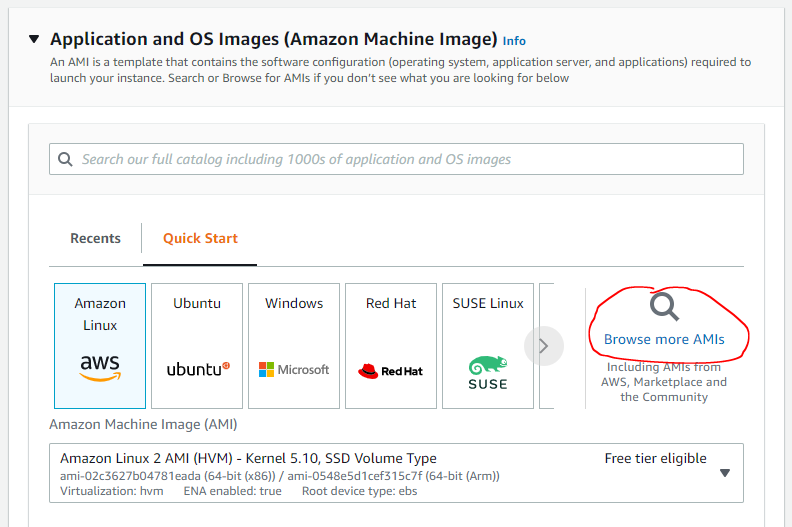 Application and OS Images (Amazon Machine Image) Info
An AMI is a template that contains the software configuration (operating system, application server, and applications) required to
launch your instance. Search or Browse for AMIs if you don't see what you are looking for below
Search our full catalog including 1000s of application and OS images
Recents
Quick Start
Amazon
Linux
aws
Ubuntu
ubuntu
Windows
Microsoft
Red Hat
Red Hat
SUSE Linux
SUSE
Browse more AMIs
Including AMIs from
AWS, Marketplace and
the Community
Amazon Machine Image (AMI)
Amazon Linux 2 AMI (HVM) - Kernel 5.10, SSD Volume Type
Free tier eligible
ami-02c3627b04781eada (64-bit (x86)) / ami-0548e5d1cef315c7f (64-bit (Arm))
Virtualization: hvm ENA enabled: true Root device type: ebs